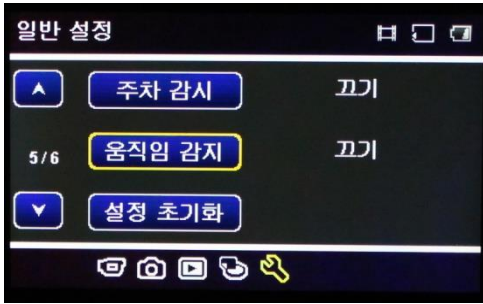 일반 설정
주차 감시 끄기
5/6
움직임 감지 끄기
설정 초기화